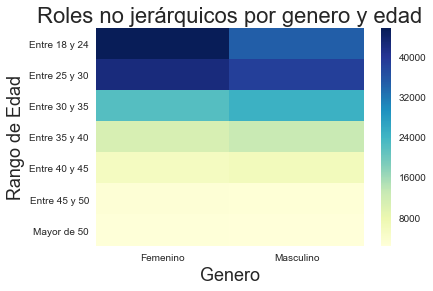 Roles no jerárquicos por genero y edad
Rango de Edad
Entre 18 y 24
Entre 25 y 30
Entre 30 y 35
Entre 35 y 40
Entre 40 y 45
Entre 45 y 50
Mayor de 50
Femenino
Masculino
Genero
40000
32000
24000
16000
8000